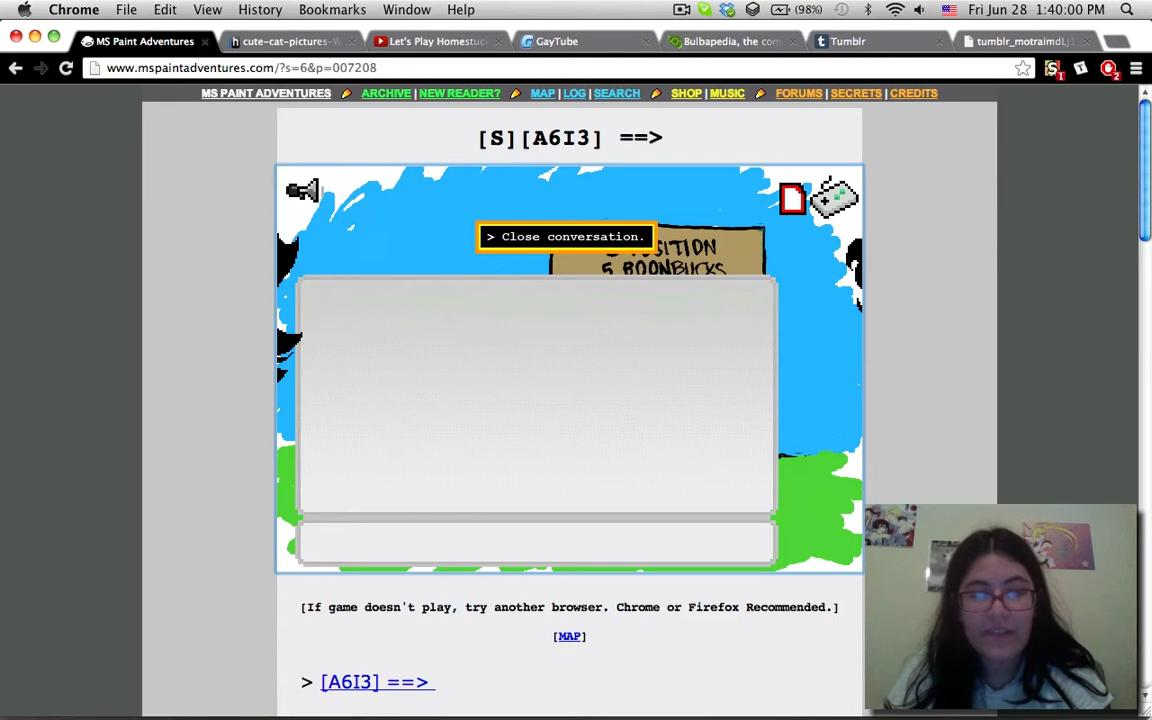 Chrome File Edit View History Bookmarks Window Help (98%) Fri Jun 28 1:40:00 PM
MS Paint Adventures cute-cat-pictures-W Let's Play Homestuc GayTube Bulbapedia, the com Tumblr tumblr_motraimdLj1
www.mspaintadventures.com/?s=6&p=007208
MS PAINT ADVENTURES ARCHIVE | NEW READER? MAP | LOG | SEARCH SHOP | MUSIC FORUMS | SECRETS | CREDITS
[S][A6I3] ==>
> Close conversation.
5 BOONBUCKS
[If game doesn't play, try another browser. Chrome or Firefox Recommended.]
[MAP]
> [A6I3] ==>